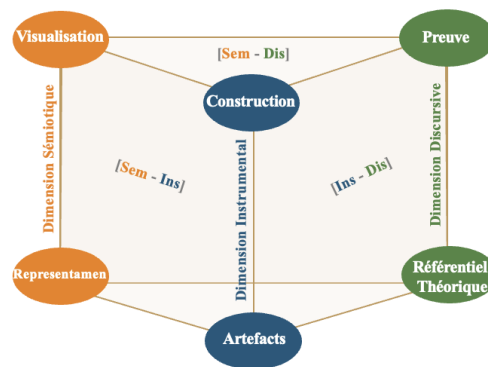 Visualisation
Preuve
[Sem - Dis]
Construction
Dimension Sémiotique
Dimension Instrumental
Dimension Discursive
[Sem - Ins]
[Ins - Dis]
Representamen
Référentiel
Théorique
Artefacts